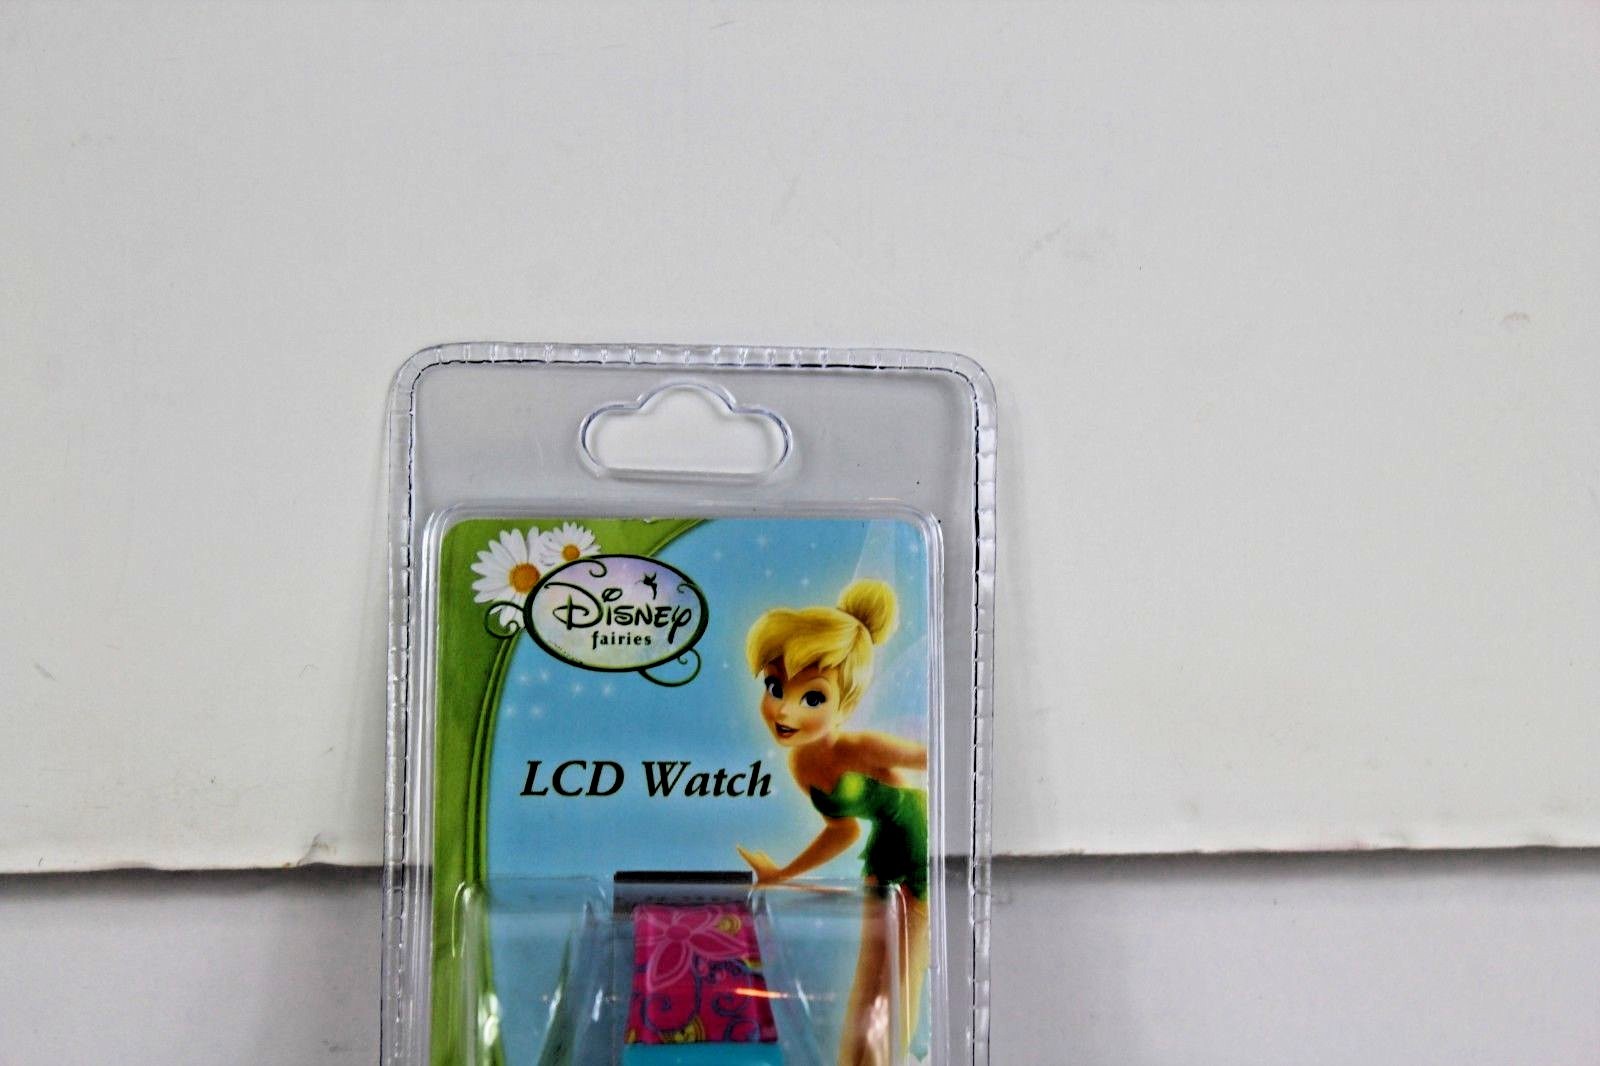 Disney
fairies
LCD Watch